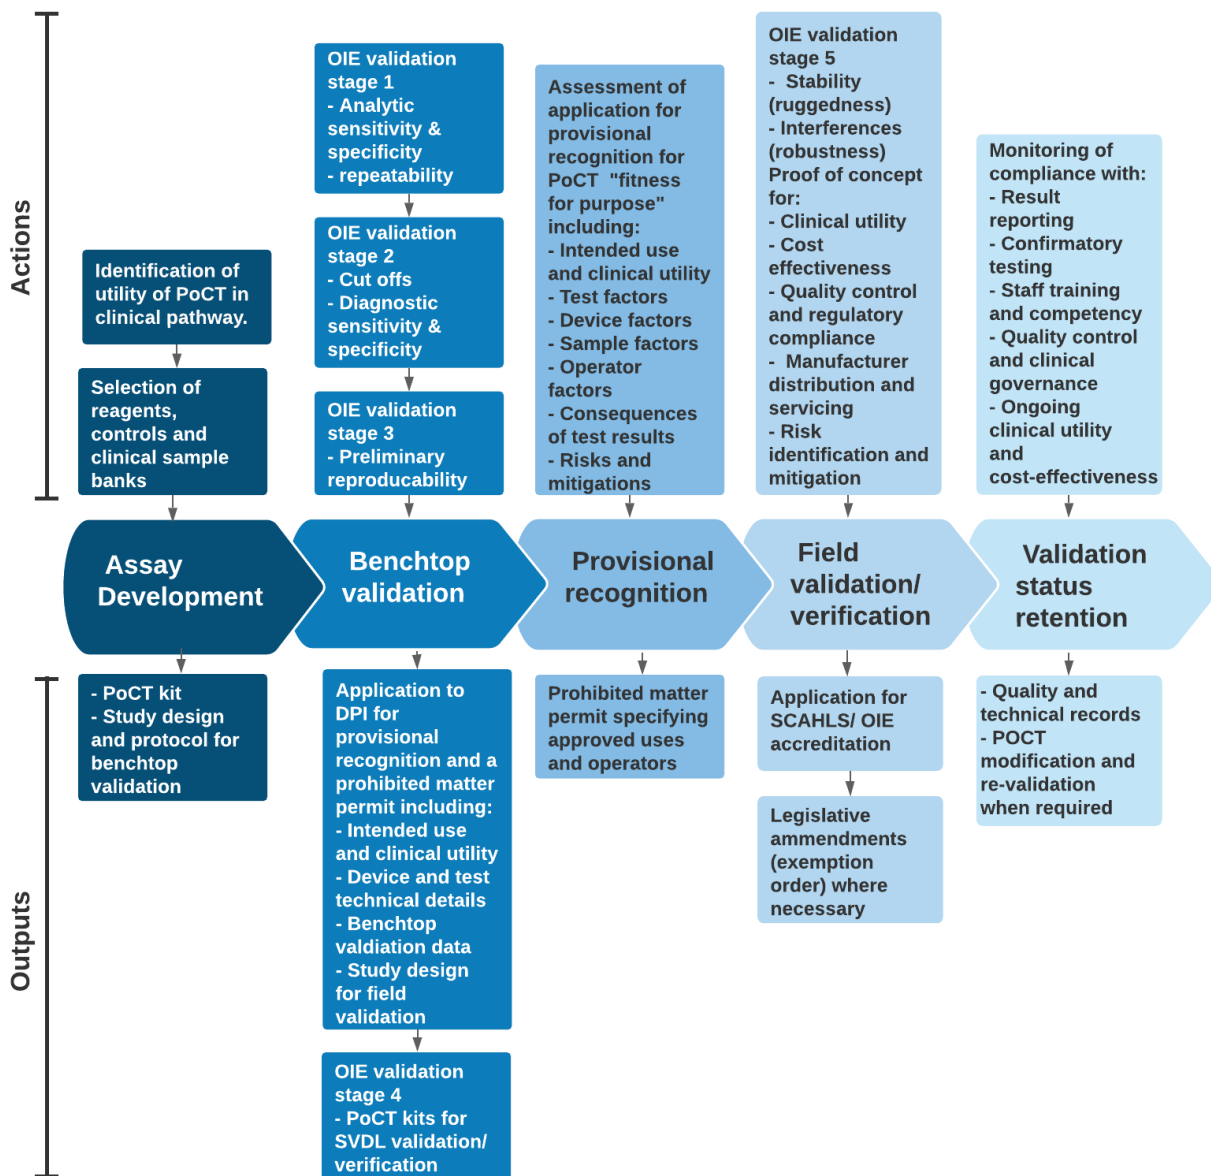 Actions
Identification of
utility of PoCT in
clinical pathway.
Selection of
reagents,
controls and
clinical sample
banks
OIE validation
stage 1
- Analytic
sensitivity &
specificity
- repeatability
OIE validation
stage 2
- Cut offs
- Diagnostic
sensitivity &
specificity
OIE validation
stage 3
- Preliminary
reproducability
Assessment of
application for
provisional
recognition for
PoCT "fitness
for purpose"
including:
- Intended use
and clinical utility
- Test factors
- Device factors
- Sample factors
- Operator
factors
- Consequences
of test results
- Risks and
mitigations
OIE validation
stage 5
- Stability
(ruggedness)
- Interferences
(robustness)
Proof of concept
for:
- Clinical utility
- Cost
effectiveness
- Quality control
and regulatory
compliance
- Manufacturer
distribution and
servicing
- Risk
identification and
mitigation
Monitoring of
compliance with:
- Result
reporting
- Confirmatory
testing
- Staff training
and competency
- Quality control
and clinical
governance
- Ongoing
clinical utility
and
cost-effectiveness
Assay
Development
Benchtop
validation
Provisional
recognition
Field
validation/
verification
Validation
status
retention
Outputs
- PoCT kit
- Study design
and protocol for
benchtop
validation
Application to
DPI for
provisional
recognition and a
prohibited matter
permit including:
- Intended use
and clinical utility
- Device and test
technical details
- Benchtop
valdiation data
- Study design
for field
validation
OIE validation
stage 4
- PoCT kits for
SVDL validation/
verification
Prohibited matter
permit specifying
approved uses
and operators
Application for
SCAHLS/ OIE
accreditation
Legislative
ammendments
(exemption
order) where
necessary
- Quality and
technical records
- POCT
modification and
re-validation
when required